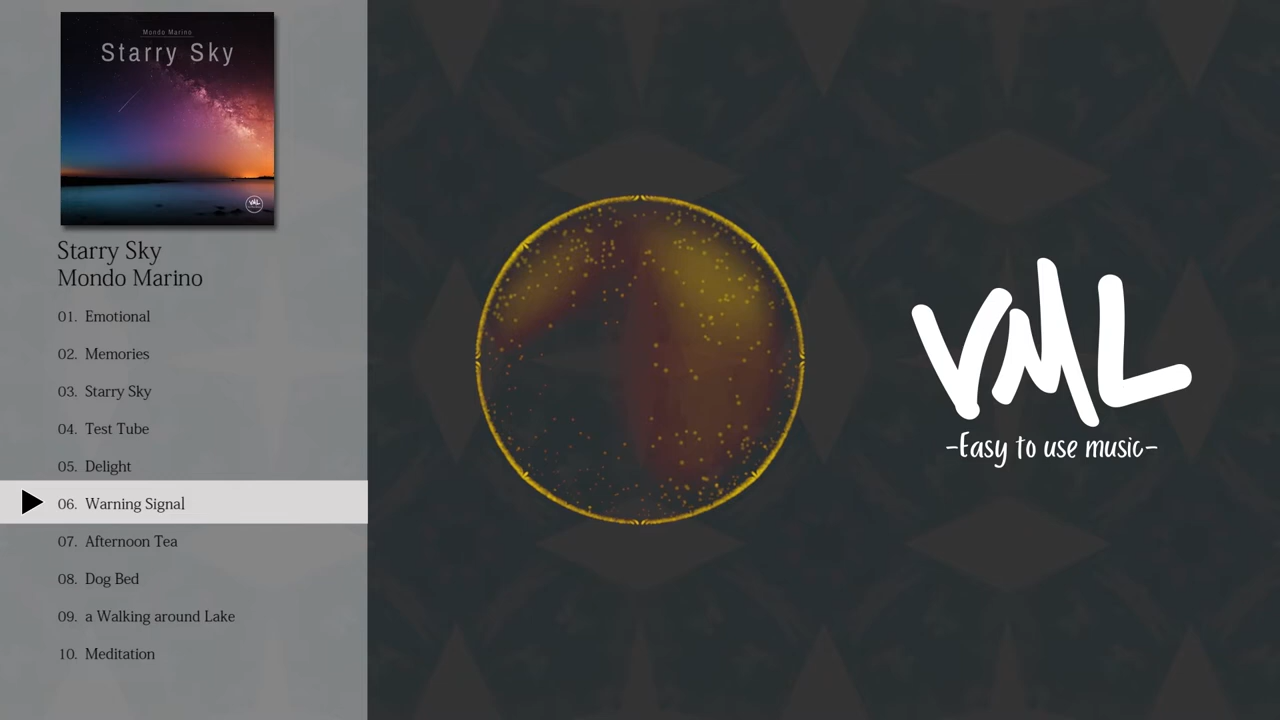 Mondo Marino
Starry Sky
VML
Starry Sky
Mondo Marino
01. Emotional
02. Memories
03. Starry Sky
04. Test Tube
05. Delight
06. Warning Signal
07. Afternoon Tea
08. Dog Bed
09. a Walking around Lake
10. Meditation
VML
-Easy to use music-